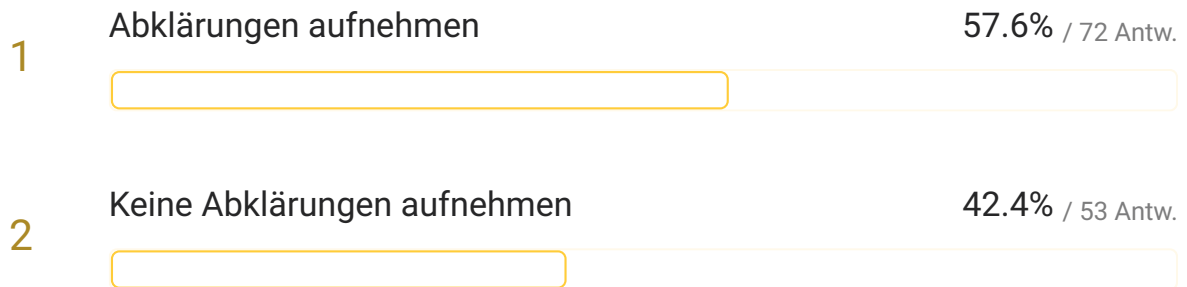 1 Abklärungen aufnehmen 57.6% / 72 Antw.
2 Keine Abklärungen aufnehmen 42.4% / 53 Antw.